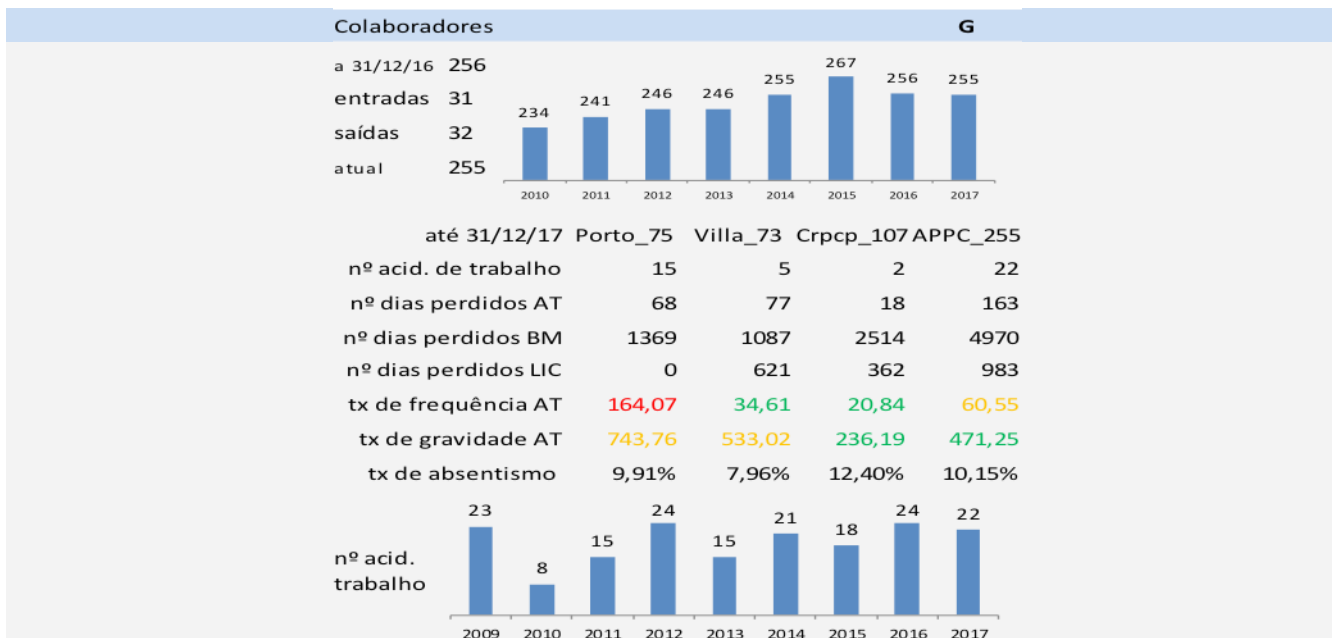 Colaboradores G
a 31/12/16 256
entradas 31
saídas 32
atual 255
234 241 246 246 255 267 256 255
2010 2011 2012 2013 2014 2015 2016 2017
até 31/12/17 Porto_75 Villa_73 Crpcp_107 APPC_255
nº acid. de trabalho 15 5 2 22
nº dias perdidos AT 68 77 18 163
nº dias perdidos BM 1369 1087 2514 4970
nº dias perdidos LIC 0 621 362 983
tx de frequência AT 164,07 34,61 20,84 60,55
tx de gravidade AT 743,76 533,02 236,19 471,25
tx de absentismo 9,91% 7,96% 12,40% 10,15%
nº acid.
trabalho
23 8 15 24 15 21 18 24 22
2009 2010 2011 2012 2013 2014 2015 2016 2017